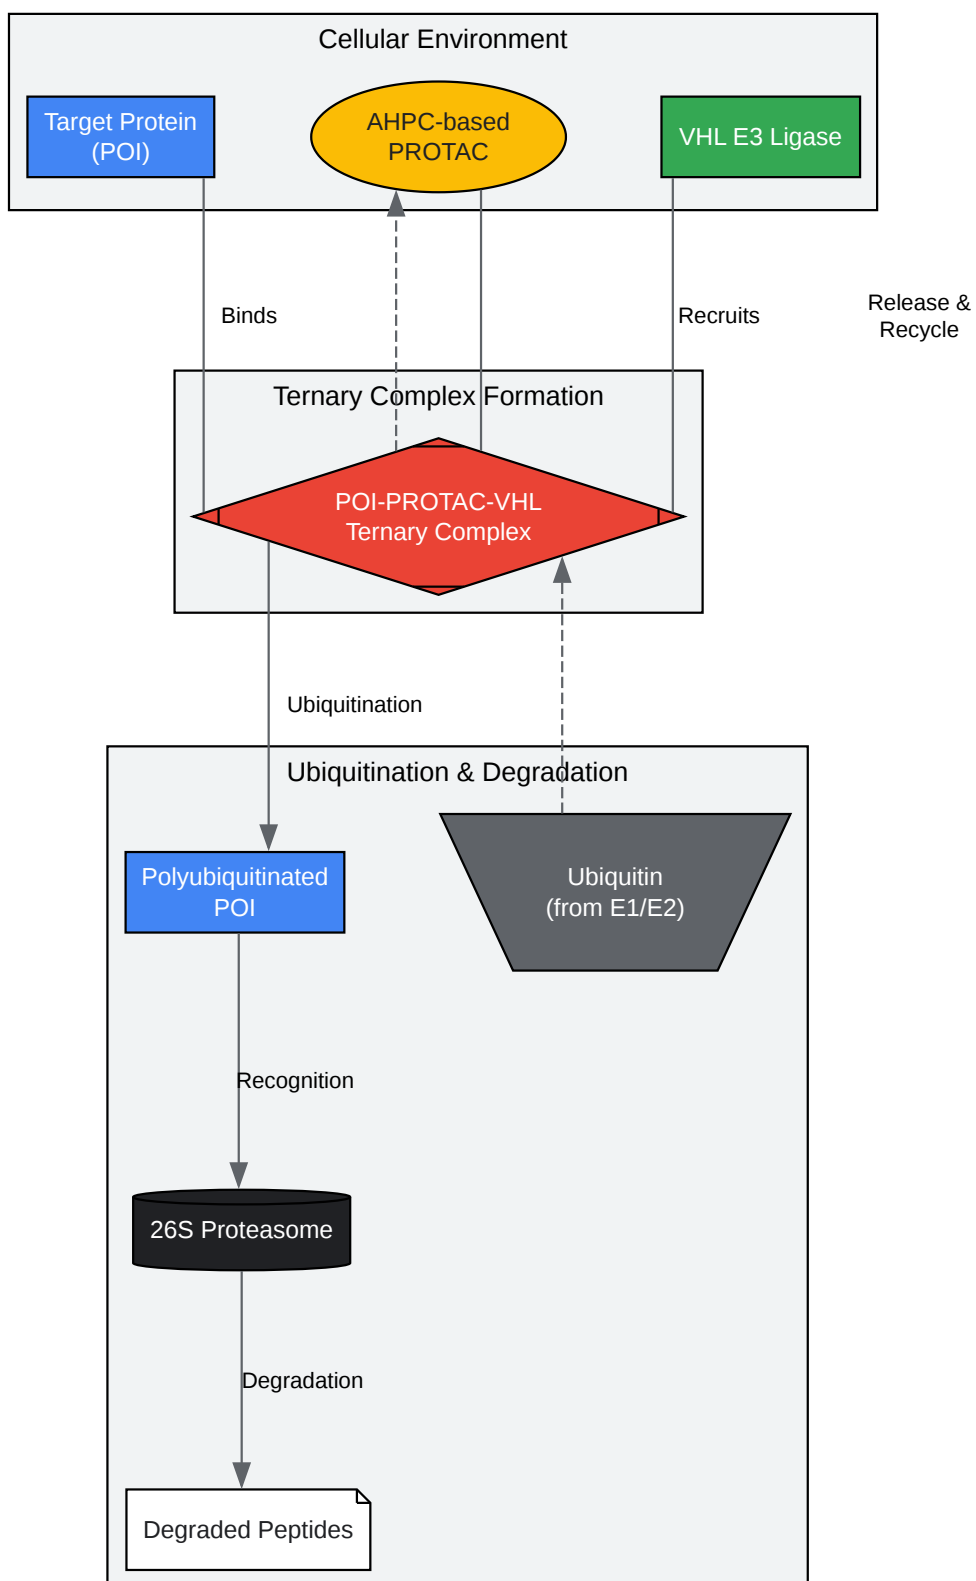 Cellular Environment
Target Protein
(POI)
AHPC-based
PROTAC
VHL E3 Ligase
Binds
Recruits
Release &
Recycle
Ternary Complex Formation
POI-PROTAC-VHL
Ternary Complex
Ubiquitination
Ubiquitination & Degradation
Polyubiquitinated
POI
Ubiquitin
(from E1/E2)
Recognition
26S Proteasome
Degradation
Degraded Peptides